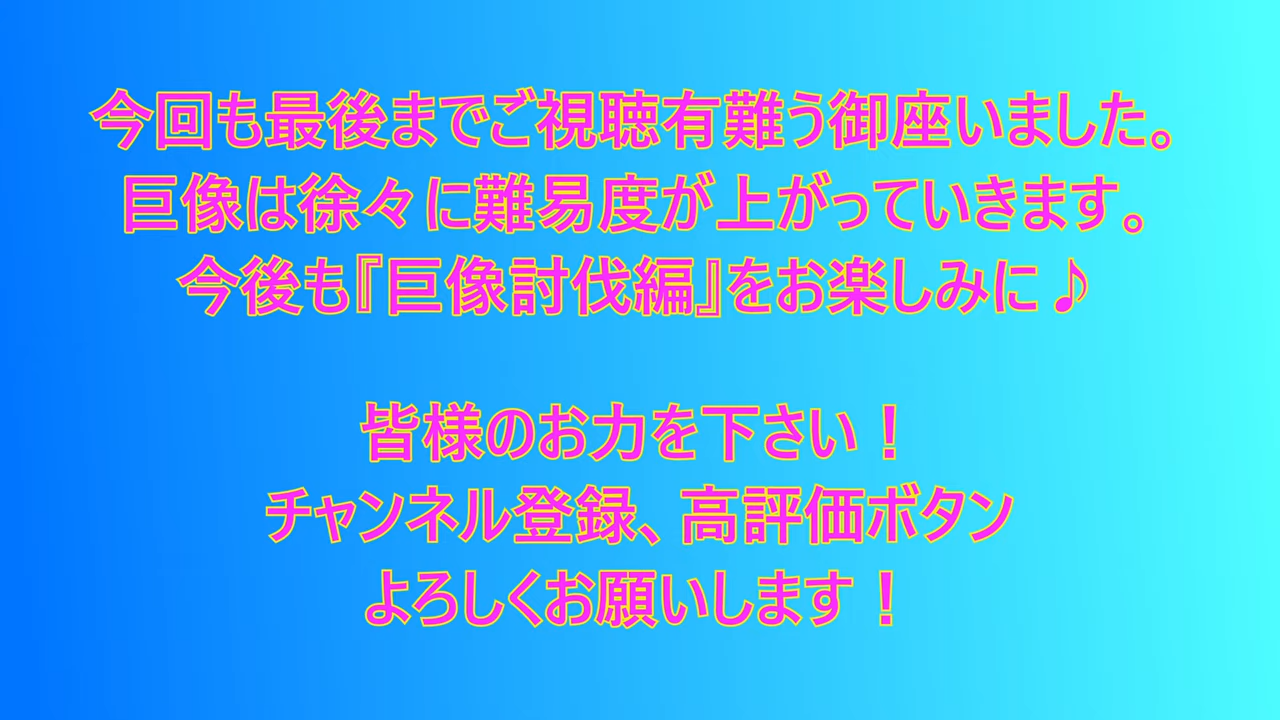 今回も最後までご視聴有難う御座いました。
巨像は徐々に難易度が上がっていきます。
今後も『巨像討伐編』をお楽しみに♪
皆様のお力を下さい！
チャンネル登録、高評価ボタン
よろしくお願いします！